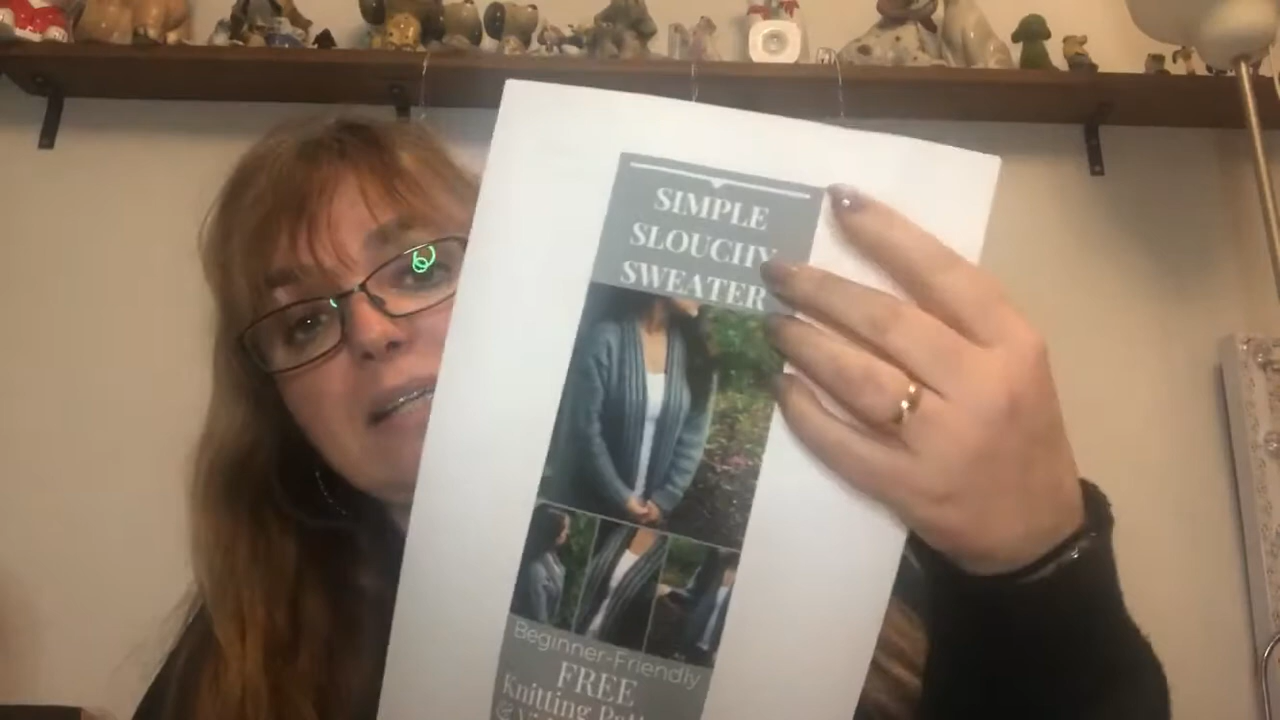 SIMPLE
SLOUCHY
SWEATER
Beginner-Friendly
FREE
Knitting
&